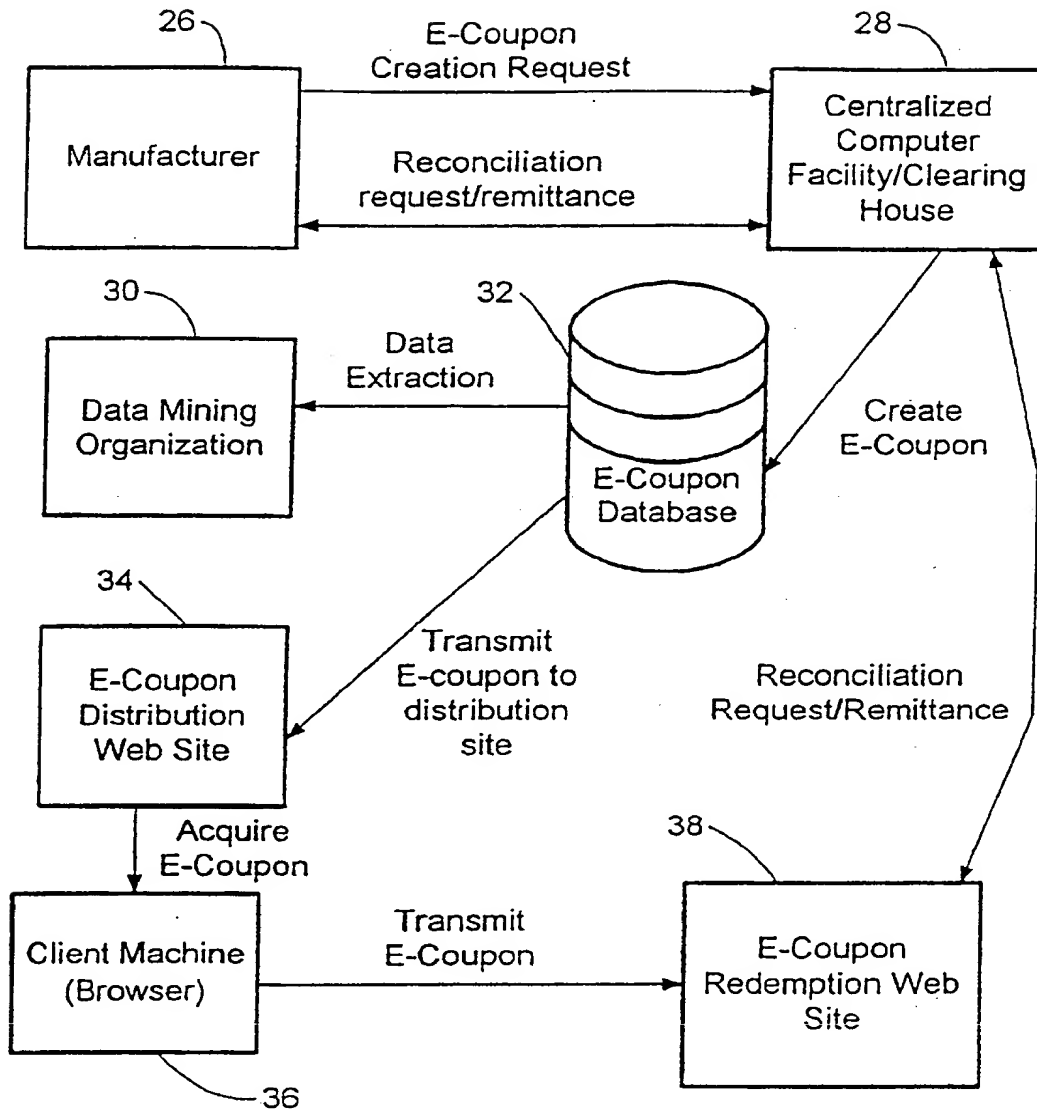 26
E-Coupon
Creation Request
28
Manufacturer
Centralized
Computer
Facility/Clearing
House
Reconciliation
request/remittance
30
32
Data
Extraction
Data Mining
Organization
Create
E-Coupon
E-Coupon
Database
34
Transmit
E-coupon to
distribution
site
E-Coupon
Distribution
Web Site
Reconciliation
Request/Remittance
Acquire
E-Coupon
38
Client Machine
(Browser)
Transmit
E-Coupon
E-Coupon
Redemption Web
Site
36